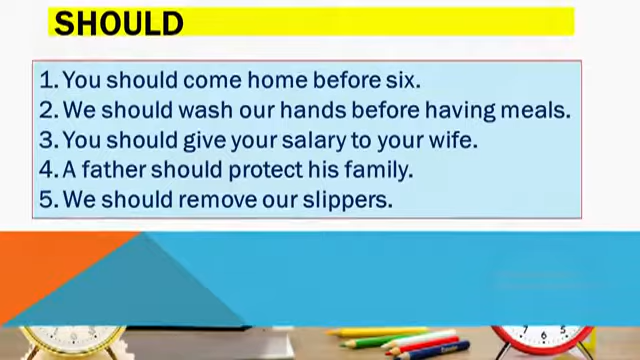 SHOULD
1. You should come home before six.
2. We should wash our hands before having meals.
3. You should give your salary to your wife.
4. A father should protect his family.
5. We should remove our slippers.